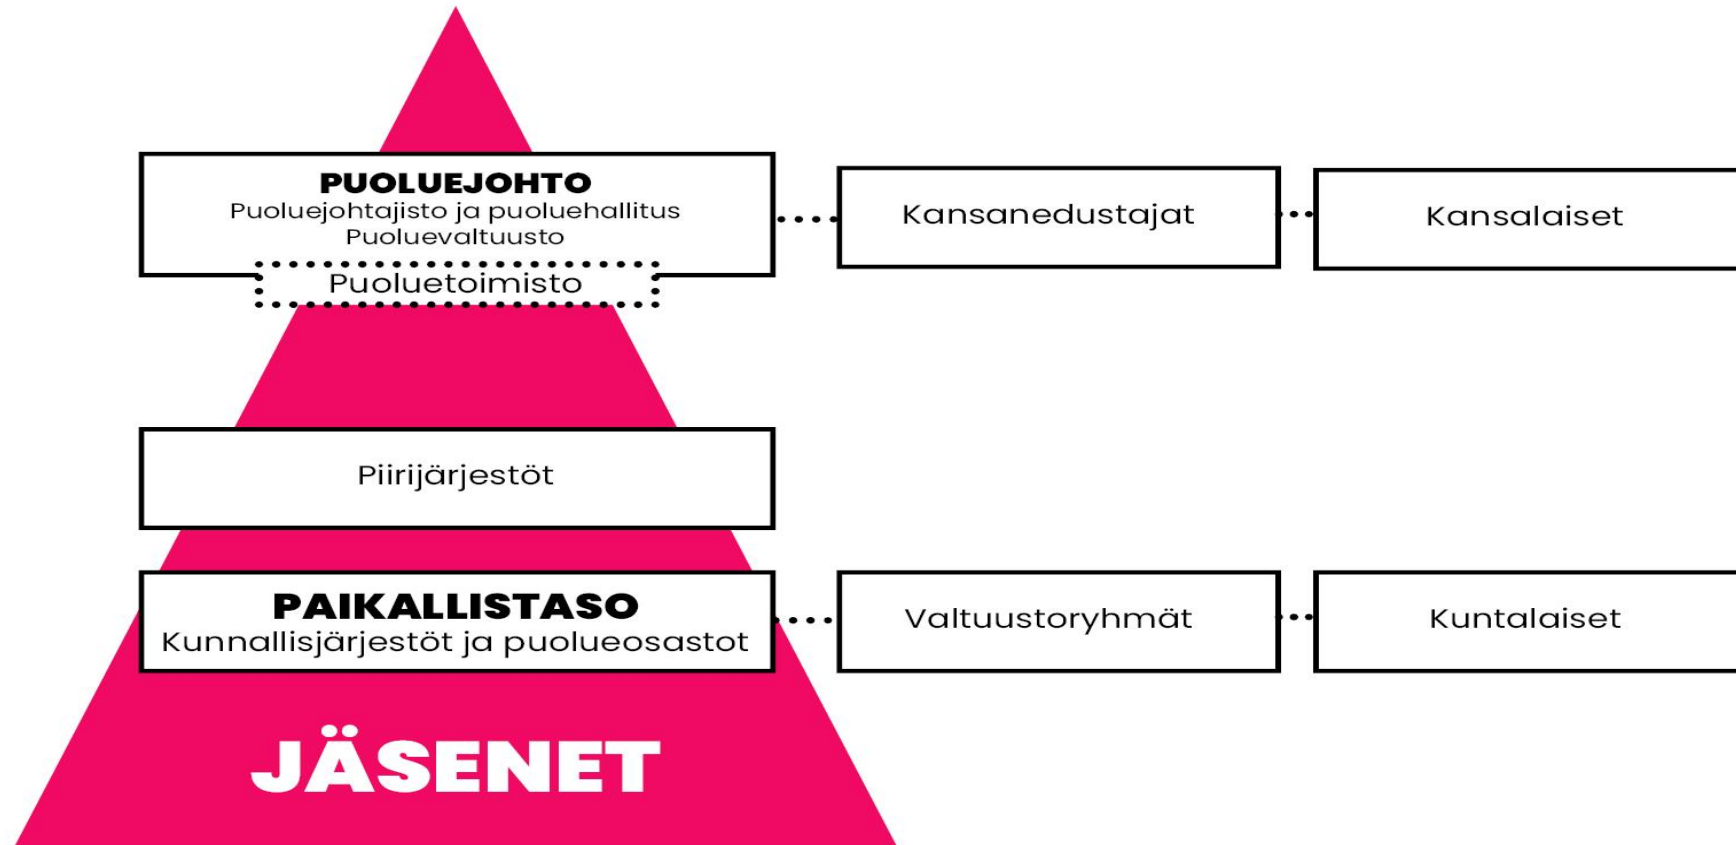 PUOLUEJOHTO
Puoluejohtajisto ja puoluehallitus
Puoluevaltuusto
Puoluetoimisto
Kansanedustajat
Kansalaiset
Piirijärjestöt
PAIKALLISTASO
Kunnallisjärjestöt ja puolueosastot
Valtuustoryhmät
Kuntalaiset
JÄSENET